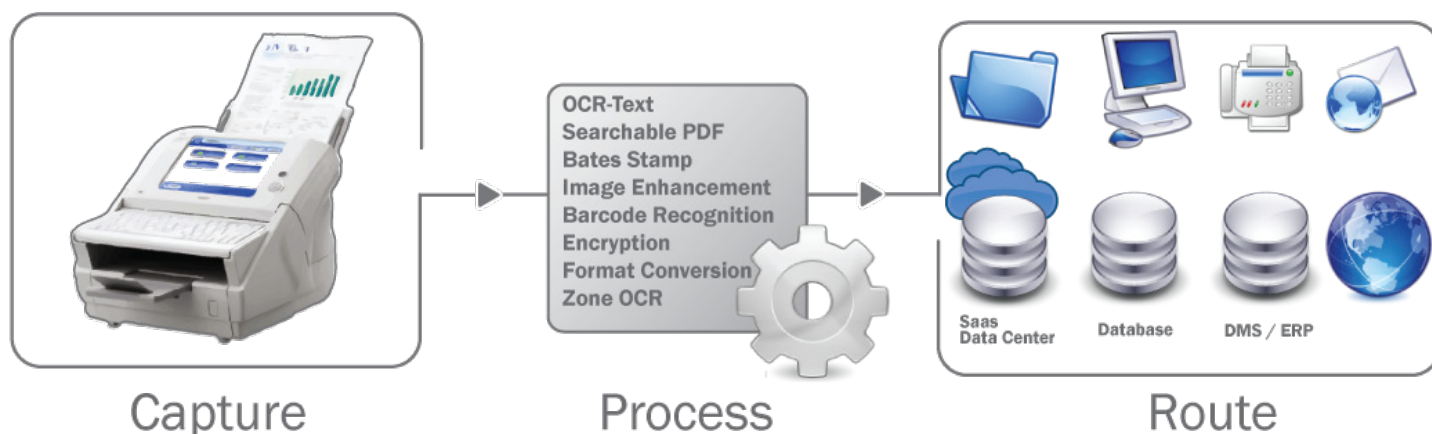 OCR-Text
Searchable PDF
Bates Stamp
Image Enhancement
Barcode Recognition
Encryption
Format Conversion
Zone OCR
Saas
Data Center
Database
DMS / ERP
Capture
Process
Route